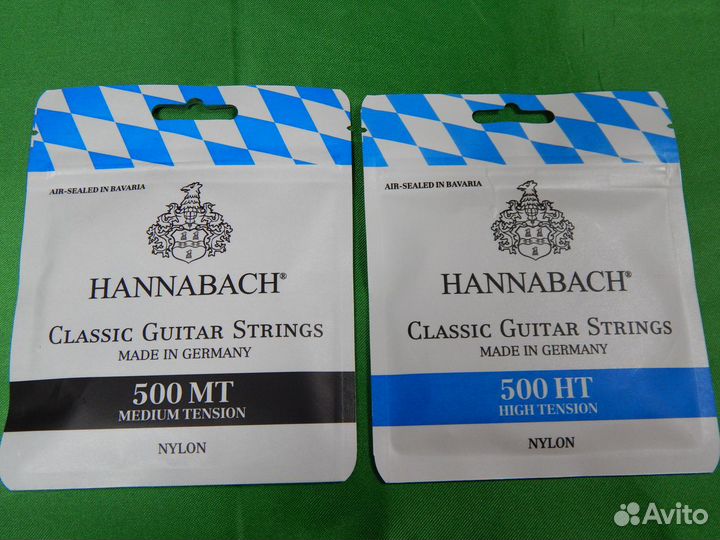 AIR-SEALED IN BAVARIA
HANNABACH®
CLASSIC GUITAR STRINGS
MADE IN GERMANY
500 MT
MEDIUM TENSION
NYLON
AIR-SEALED IN BAVARIA
HANNABACH®
CLASSIC GUITAR STRINGS
MADE IN GERMANY
500 HT
HIGH TENSION
NYLON
Avito